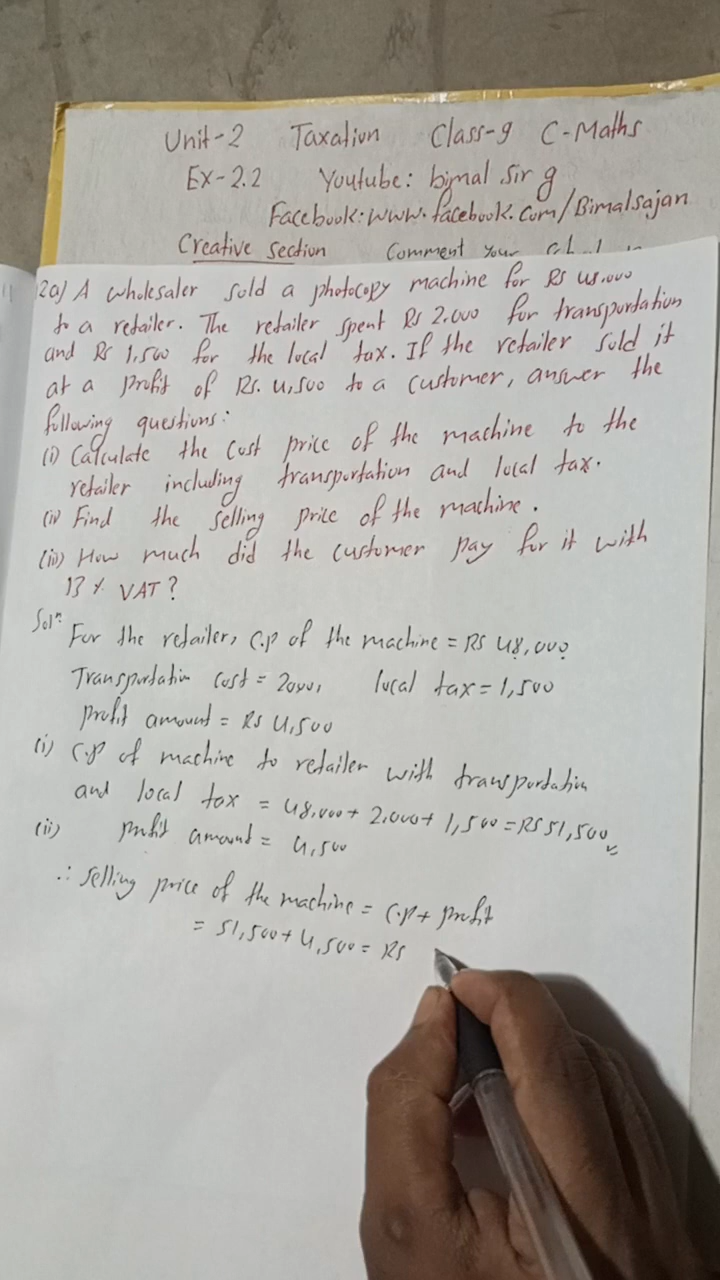 Unit-2 Taxation Class-9 C-Maths
Ex-2.2 Youtube: bimal sir g
Facebook: www.facebook.com/Bimalsajan
Creative section Comment Your
2a) A wholesaler sold a photocopy machine for Rs 48,000
to a retailer. The retailer spent Rs 2,000 for transportation
and Rs 1,500 for the local tax. If the retailer sold it
at a profit of Rs. 4,500 to a customer, answer the
following questions:
(i) Calculate the cost price of the machine to the
retailer including transportation and local tax.
(ii) Find the selling price of the machine.
(iii) How much did the customer pay for it with
13 % VAT?
Solⁿ
For the retailer, C.P of the machine = RS 48,000
Transportation cost = 2000, local tax = 1,500
profit amount = RS 4,500
(i) C.P of machine to retailer with transportation
and local tax = 48,000 + 2,000 + 1,500 = RS 51,500
(ii) profit amount = 4,500
∴ Selling price of the machine = C.P + profit
= 51,500 + 4,500 = RS